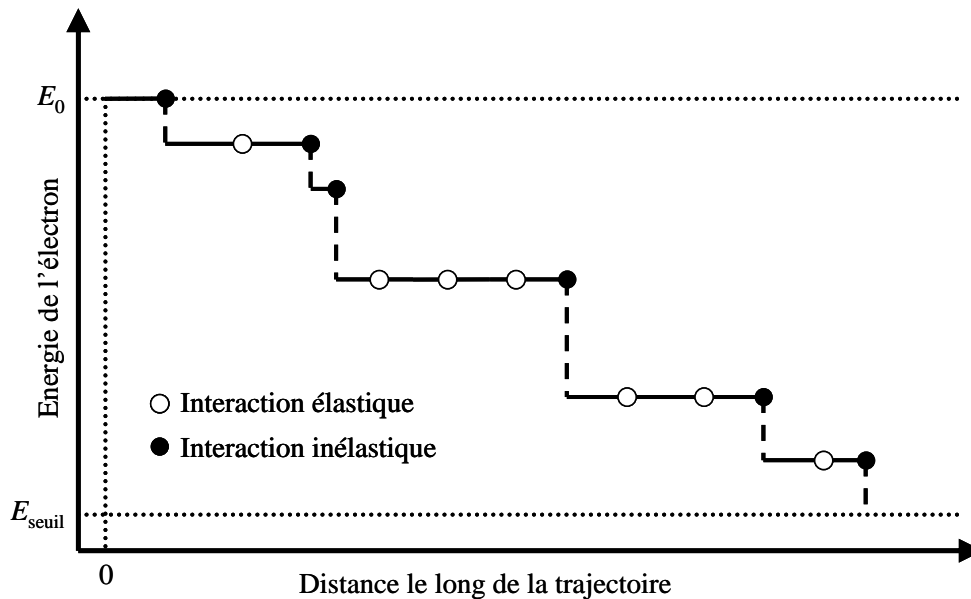 E0
Energie de l'électron
Interaction élastique
Interaction inélastique
Eseuil
0
Distance le long de la trajectoire